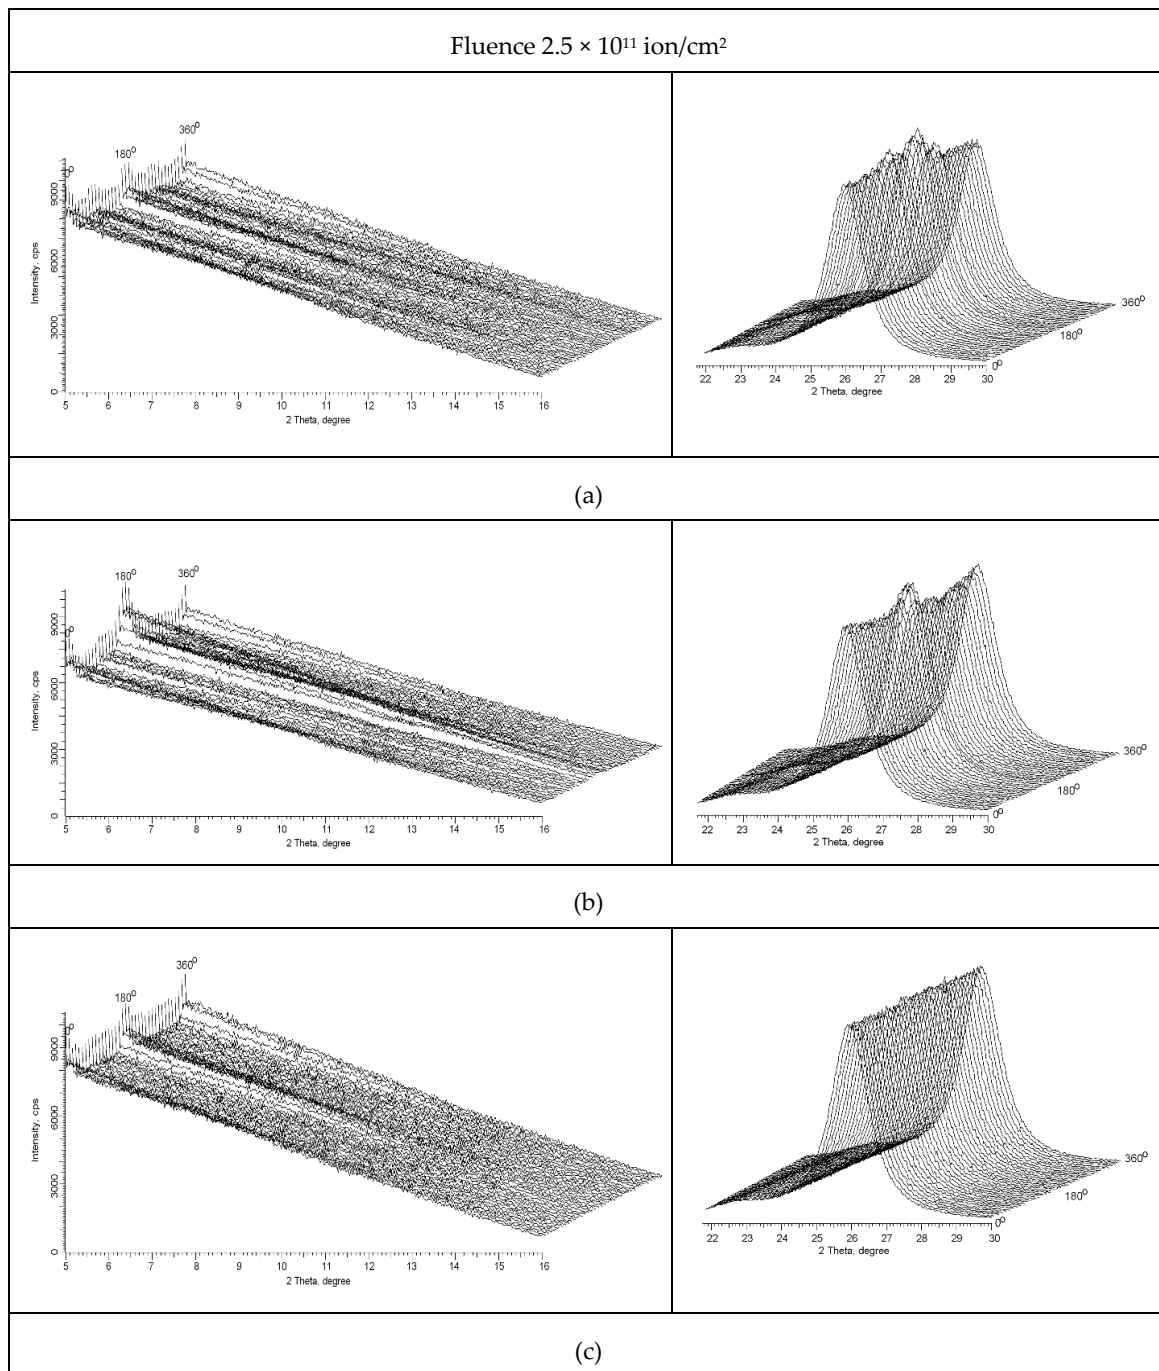 Fluence 2.5 × 10¹¹ ion/cm²
360⁰
180⁰
0⁰
9000
6000
3000
0
Intensity, cps
5 6 7 8 9 10 11 12 13 14 15 16
2 Theta, degree
360⁰
180⁰
0⁰
22 23 24 25 26 27 28 29 30
2 Theta, degree
(a)
180⁰ 360⁰
0⁰
9000
6000
3000
0
Intensity, cps
5 6 7 8 9 10 11 12 13 14 15 16
2 Theta, degree
360⁰
180⁰
0⁰
22 23 24 25 26 27 28 29 30
2 Theta, degree
(b)
360⁰
180⁰
0⁰
9000
6000
3000
0
Intensity, cps
5 6 7 8 9 10 11 12 13 14 15 16
2 Theta, degree
360⁰
180⁰
0⁰
22 23 24 25 26 27 28 29 30
2 Theta, degree
(c)